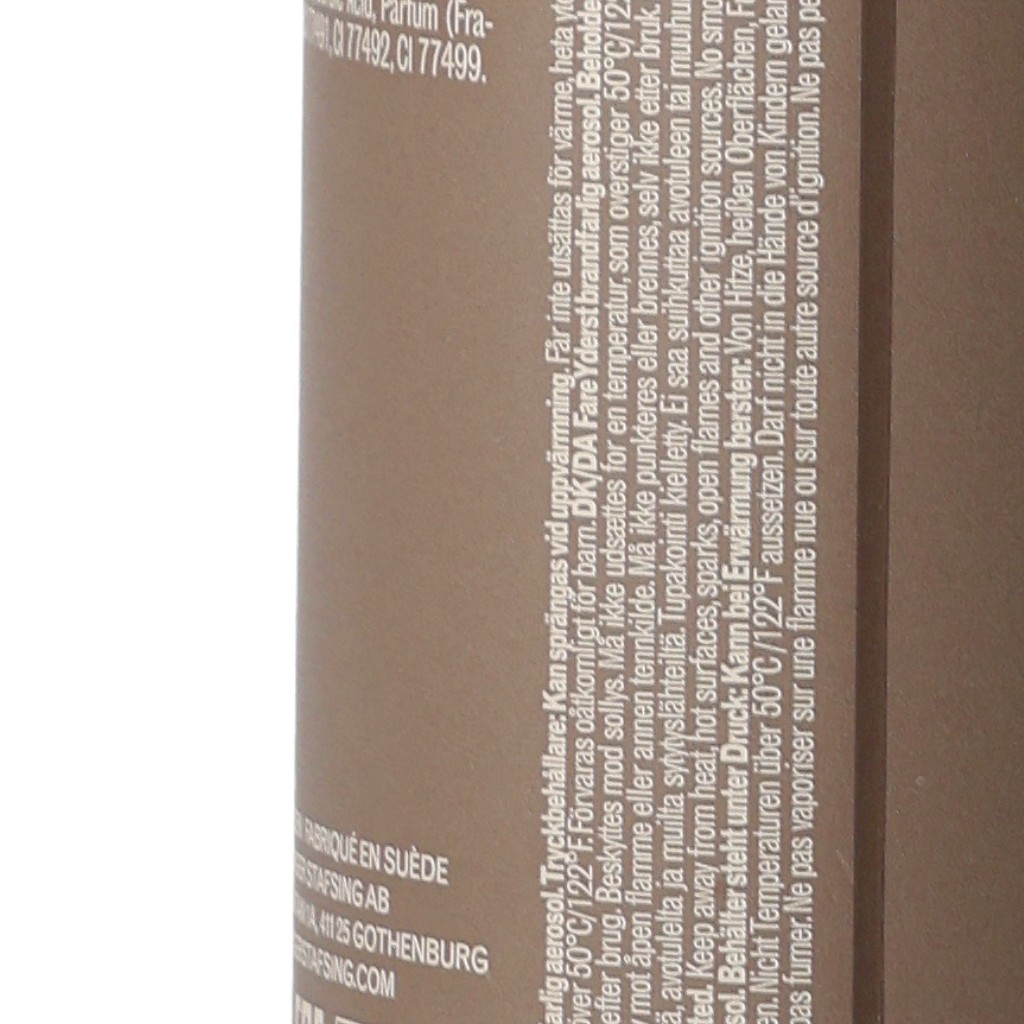 Acid, Parfum (Fra-
CI 77492, CI 77499.
FABRIQUÉ EN SUÈDE
STAFSING AB
411 25 GOTHENBURG
STAFSING.COM
aerosol. Tryckbehållare: Kan sprängas vid uppvärmning. Får inte utsättas för värme, heta
över 50°C/122°F. Förvaras oåtkomligt för barn. DK/DA Fare Yderst brandfarlig aerosol. Beholde
efter brug. Beskyttes mod sollys. Må ikke udsættes for en temperatur, som overstiger 50°C/122
mot åpen flamme eller annen tennkilde. Må ikke punkteres eller brennes, selv ikke etter bruk.
avotulelta ja muilta sytytyslähteiltä. Tupakointi kielletty. Ei saa suihkuttaa avotuleen tai muuhu
Keep away from heat, hot surfaces, sparks, open flames and other ignition sources. No smo
Behälter steht unter Druck: Kann bei Erwärmung bersten: Von Hitze, heißen Oberflächen, F
en. Nicht Temperaturen über 50°C /122°F aussetzen. Darf nicht in die Hände von Kindern gelan
pas fumer. Ne pas vaporiser sur une flamme nue ou sur toute autre source d'ignition. Ne pas pe